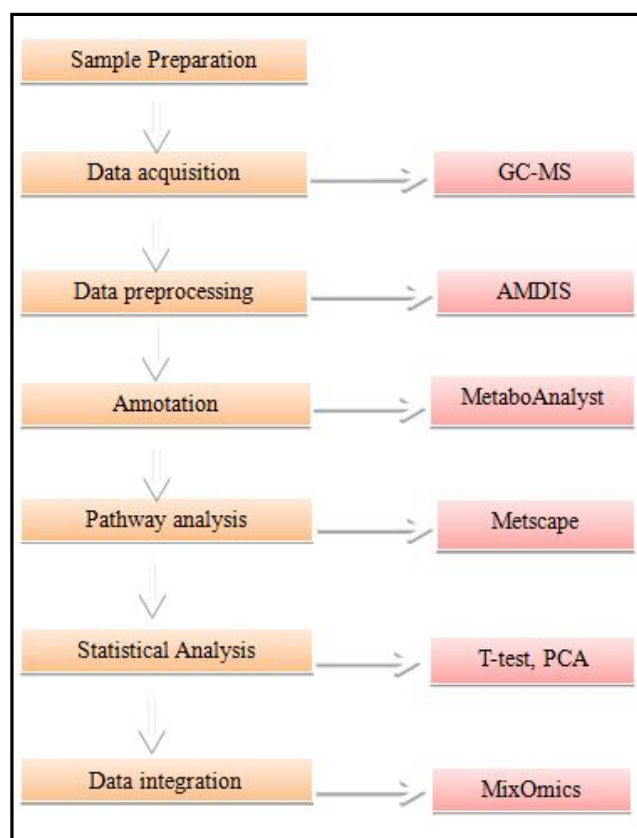 Sample Preparation
Data acquisition
GC-MS
Data preprocessing
AMDIS
Annotation
MetaboAnalyst
Pathway analysis
Metscape
Statistical Analysis
T-test, PCA
Data integration
MixOmics